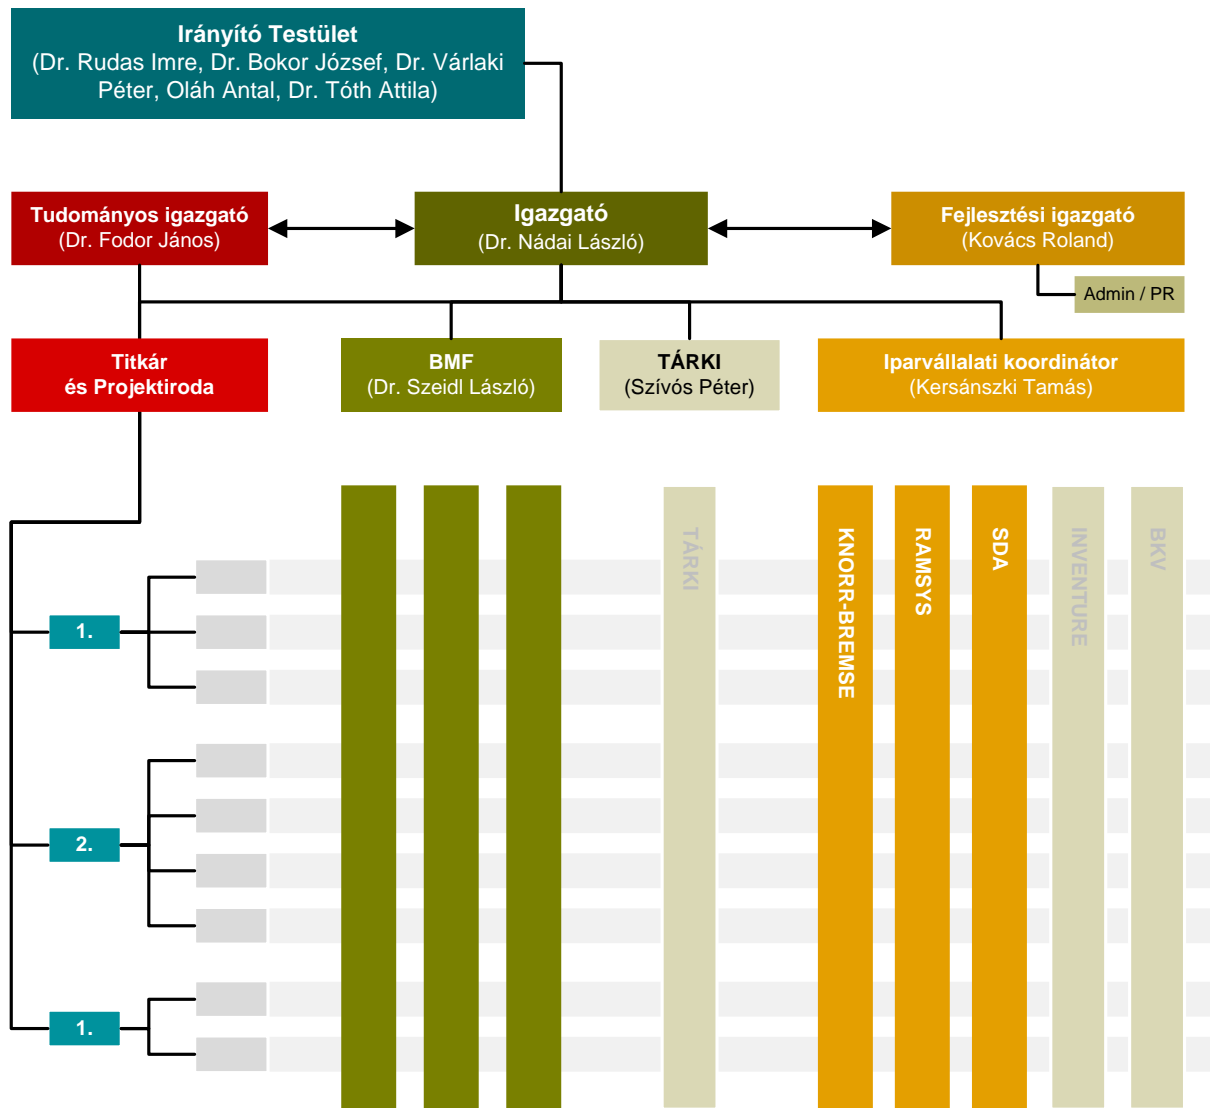 Irányító Testület
(Dr. Rudas Imre, Dr. Bokor József, Dr. Várlaki
Péter, Oláh Antal, Dr. Tóth Attila)
Tudományos igazgató
(Dr. Fodor János)
Igazgató
(Dr. Nádai László)
Fejlesztési igazgató
(Kovács Roland)
Admin / PR
Titkár
és Projektiroda
BMF
(Dr. Szeidl László)
TÁRKI
(Szívós Péter)
Iparvállalati koordinátor
(Kersánszki Tamás)
TÁRKI
KNORR-BREMSE
RAMSYS
SDA
INVENTURE
BKV
1.
2.
1.